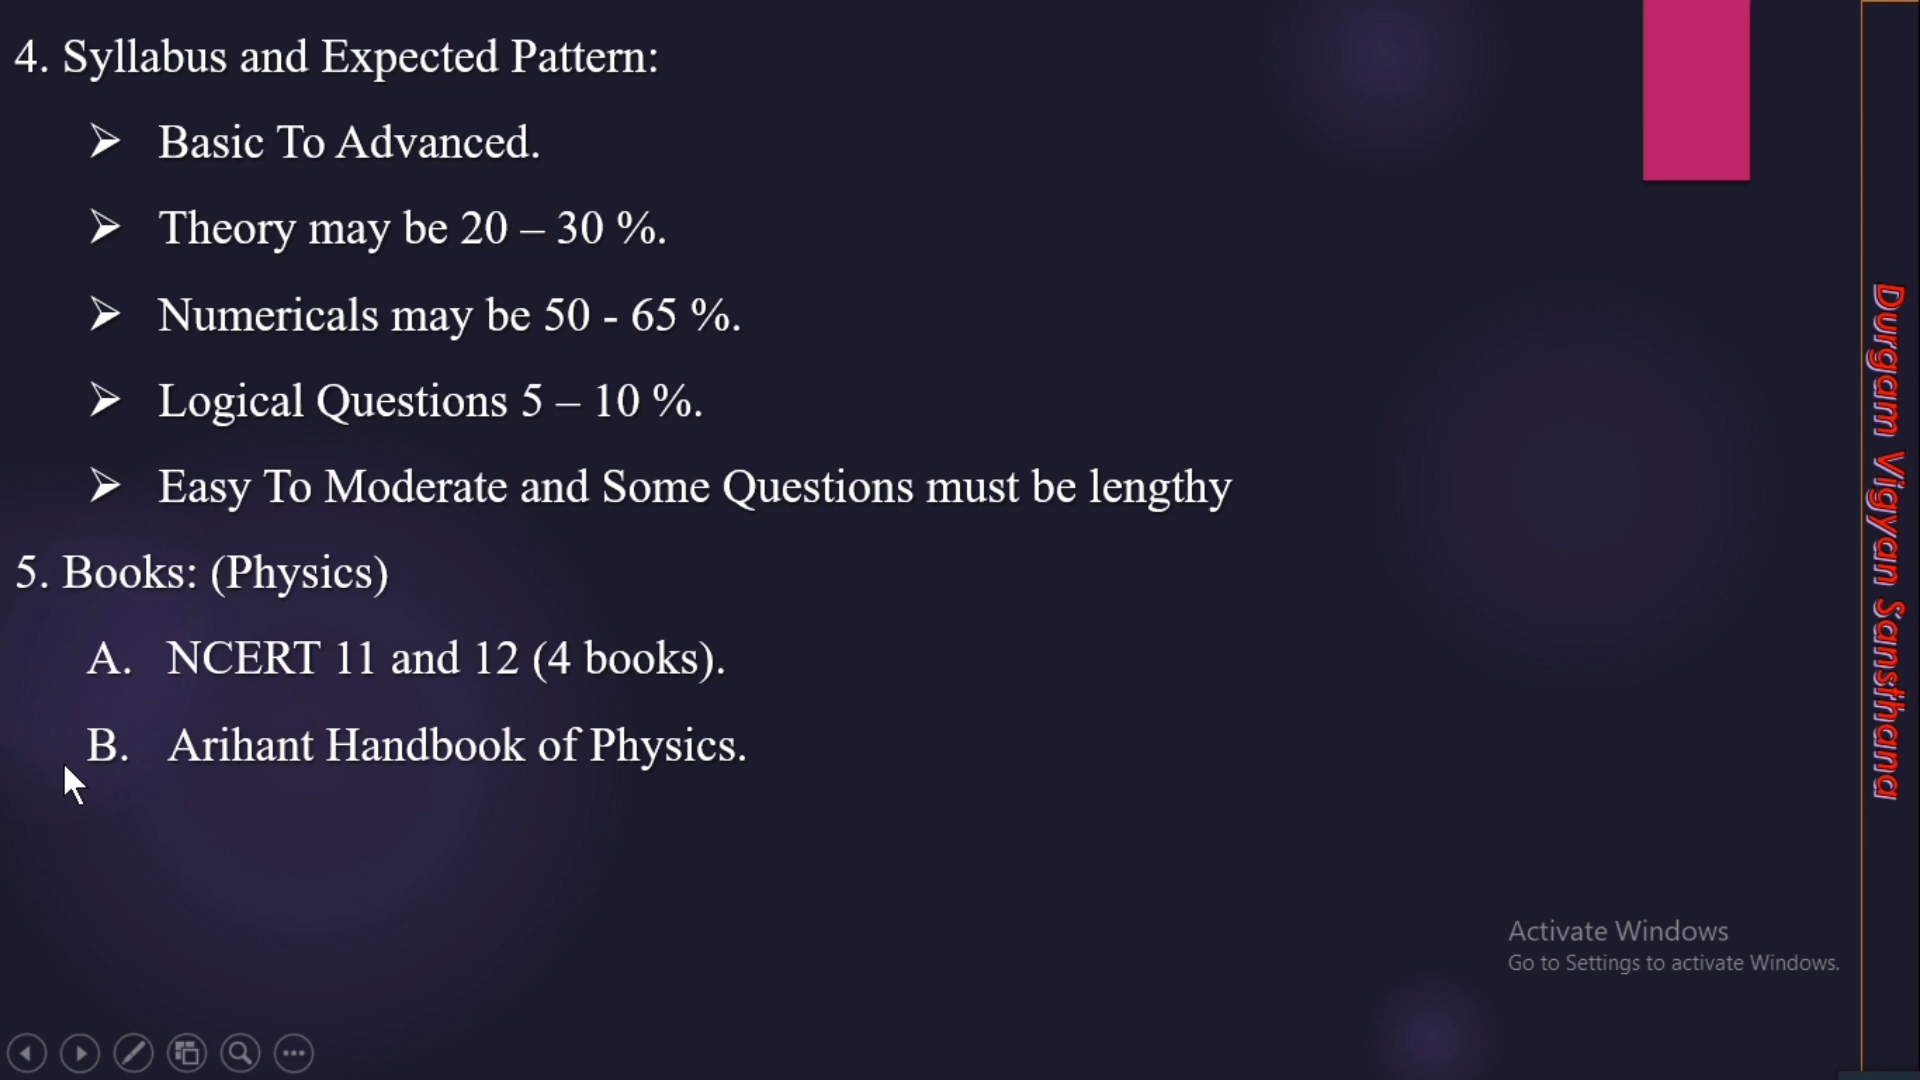 4. Syllabus and Expected Pattern:
➢ Basic To Advanced.
➢ Theory may be 20 – 30 %.
➢ Numericals may be 50 - 65 %.
➢ Logical Questions 5 – 10 %.
➢ Easy To Moderate and Some Questions must be lengthy
5. Books: (Physics)
A. NCERT 11 and 12 (4 books).
B. Arihant Handbook of Physics.
Durgam Vigyan Sansthana
Activate Windows
Go to Settings to activate Windows.